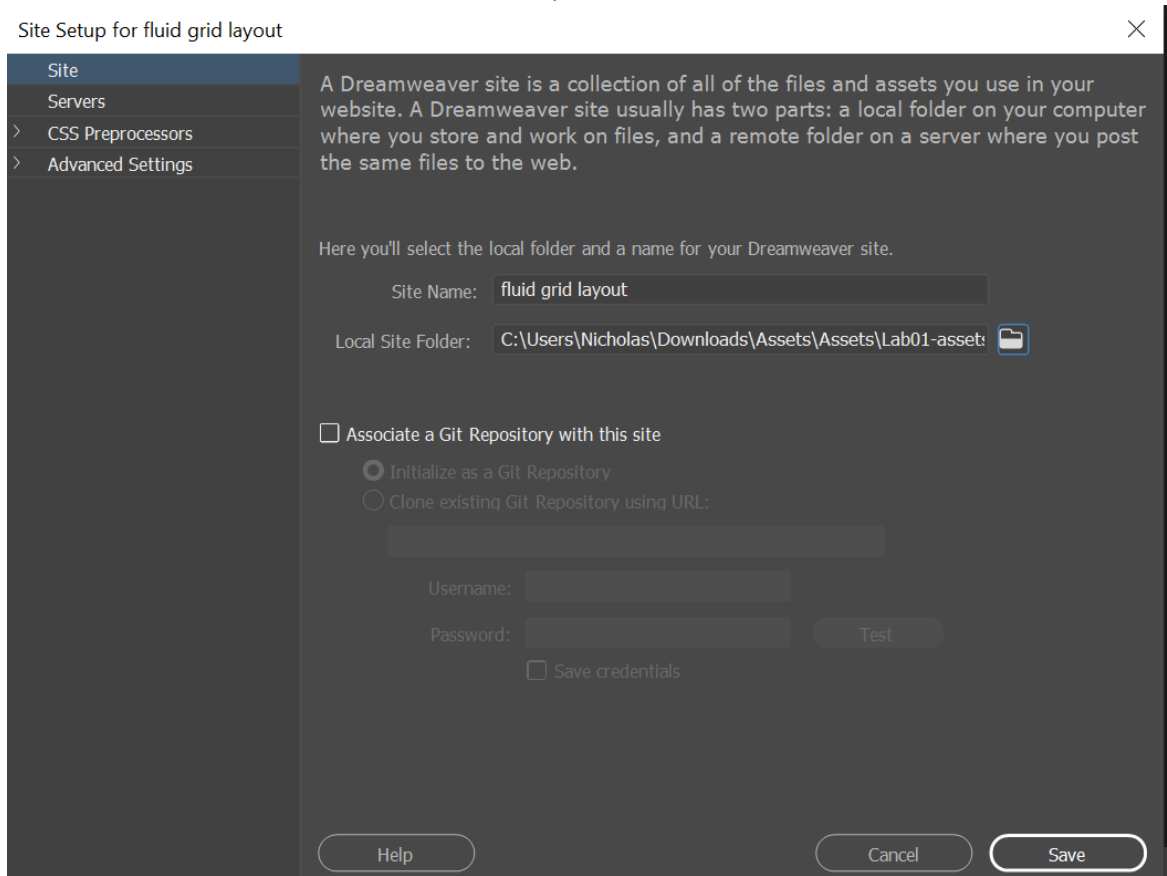 Site Setup for fluid grid layout
Site
Servers
CSS Preprocessors
Advanced Settings
A Dreamweaver site is a collection of all of the files and assets you use in your
website. A Dreamweaver site usually has two parts: a local folder on your computer
where you store and work on files, and a remote folder on a server where you post
the same files to the web.
Here you'll select the local folder and a name for your Dreamweaver site.
Site Name: fluid grid layout
Local Site Folder: C:\Users\Nicholas\Downloads\Assets\Assets\Lab01-assets
Associate a Git Repository with this site
Initialize as a Git Repository
Clone existing Git Repository using URL:
Username:
Password:
Test
Save credentials
Help
Cancel
Save